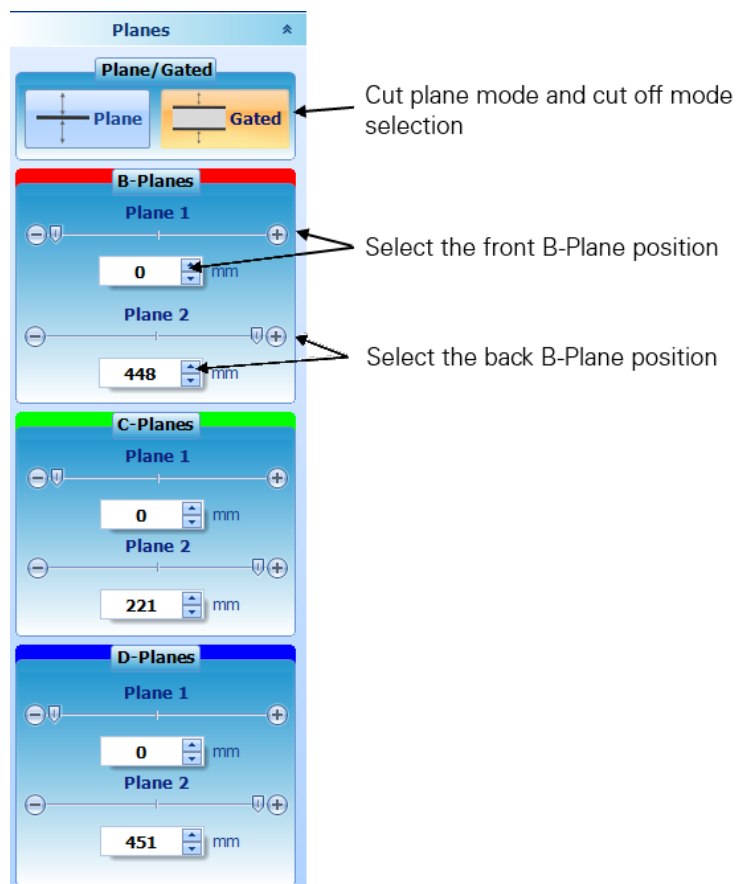 Planes
Plane/Gated
Plane
Gated
Cut plane mode and cut off mode
selection
B-Planes
Plane 1
0 mm
Select the front B-Plane position
Plane 2
448 mm
Select the back B-Plane position
C-Planes
Plane 1
0 mm
Plane 2
221 mm
D-Planes
Plane 1
0 mm
Plane 2
451 mm